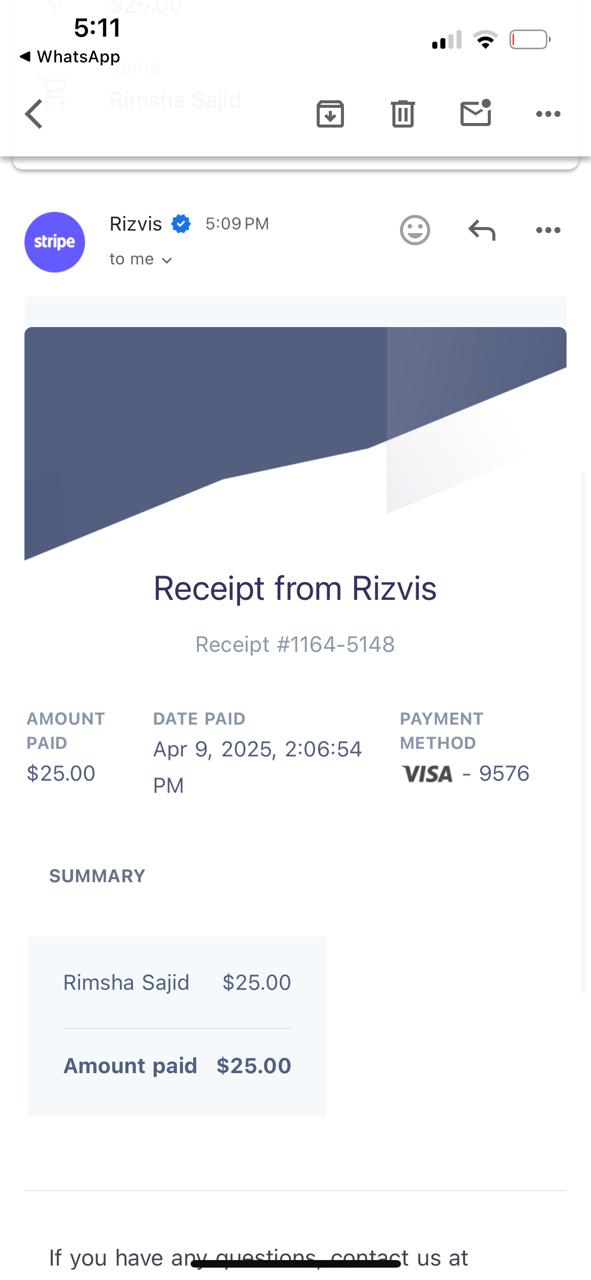 $25.00
5:11
WhatsApp
Items
Rimsha Sajid
stripe
Rizvis 5:09 PM
to me
Receipt from Rizvis
Receipt #1164-5148
AMOUNT PAID
$25.00
DATE PAID
Apr 9, 2025, 2:06:54 PM
PAYMENT METHOD
VISA - 9576
SUMMARY
Rimsha Sajid $25.00
Amount paid $25.00
If you have any questions, contact us at